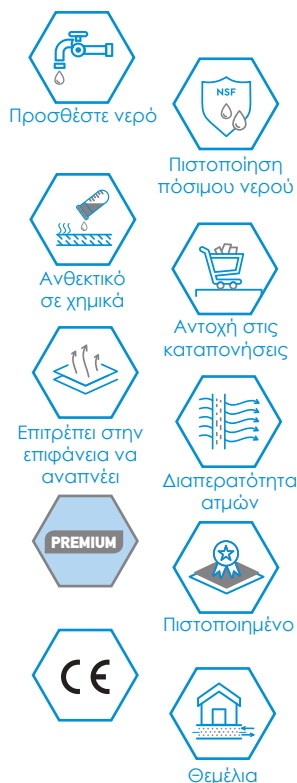 Προσθέστε νερό
NSF
Πιστοποίηση
πόσιμου νερού
Ανθεκτικό
σε χημικά
Αντοχή στις
καταπονήσεις
Επιτρέπει στην
επιφάνεια να
αναπνέει
Διαπερατότητα
ατμών
PREMIUM
Πιστοποιημένο
CE
Θεμέλια